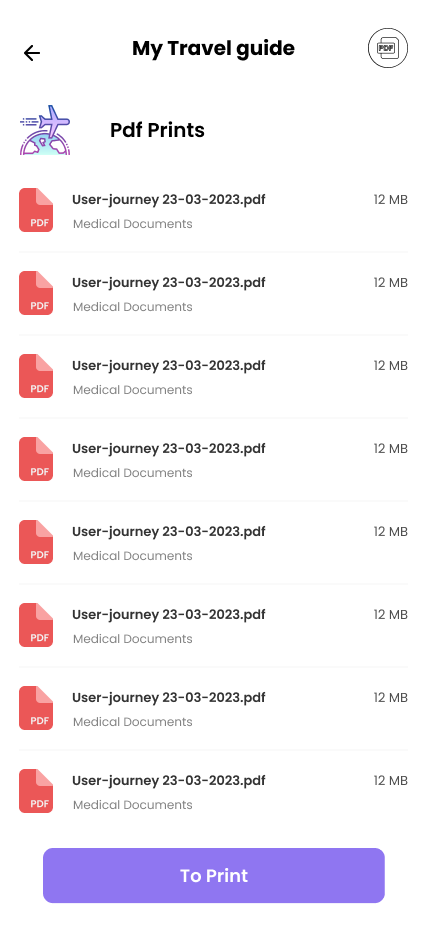 My Travel guide
PDF
Pdf Prints
User-journey 23-03-2023.pdf 12 MB
PDF
Medical Documents
User-journey 23-03-2023.pdf 12 MB
PDF
Medical Documents
User-journey 23-03-2023.pdf 12 MB
PDF
Medical Documents
User-journey 23-03-2023.pdf 12 MB
PDF
Medical Documents
User-journey 23-03-2023.pdf 12 MB
PDF
Medical Documents
User-journey 23-03-2023.pdf 12 MB
PDF
Medical Documents
User-journey 23-03-2023.pdf 12 MB
PDF
Medical Documents
User-journey 23-03-2023.pdf 12 MB
PDF
Medical Documents
To Print